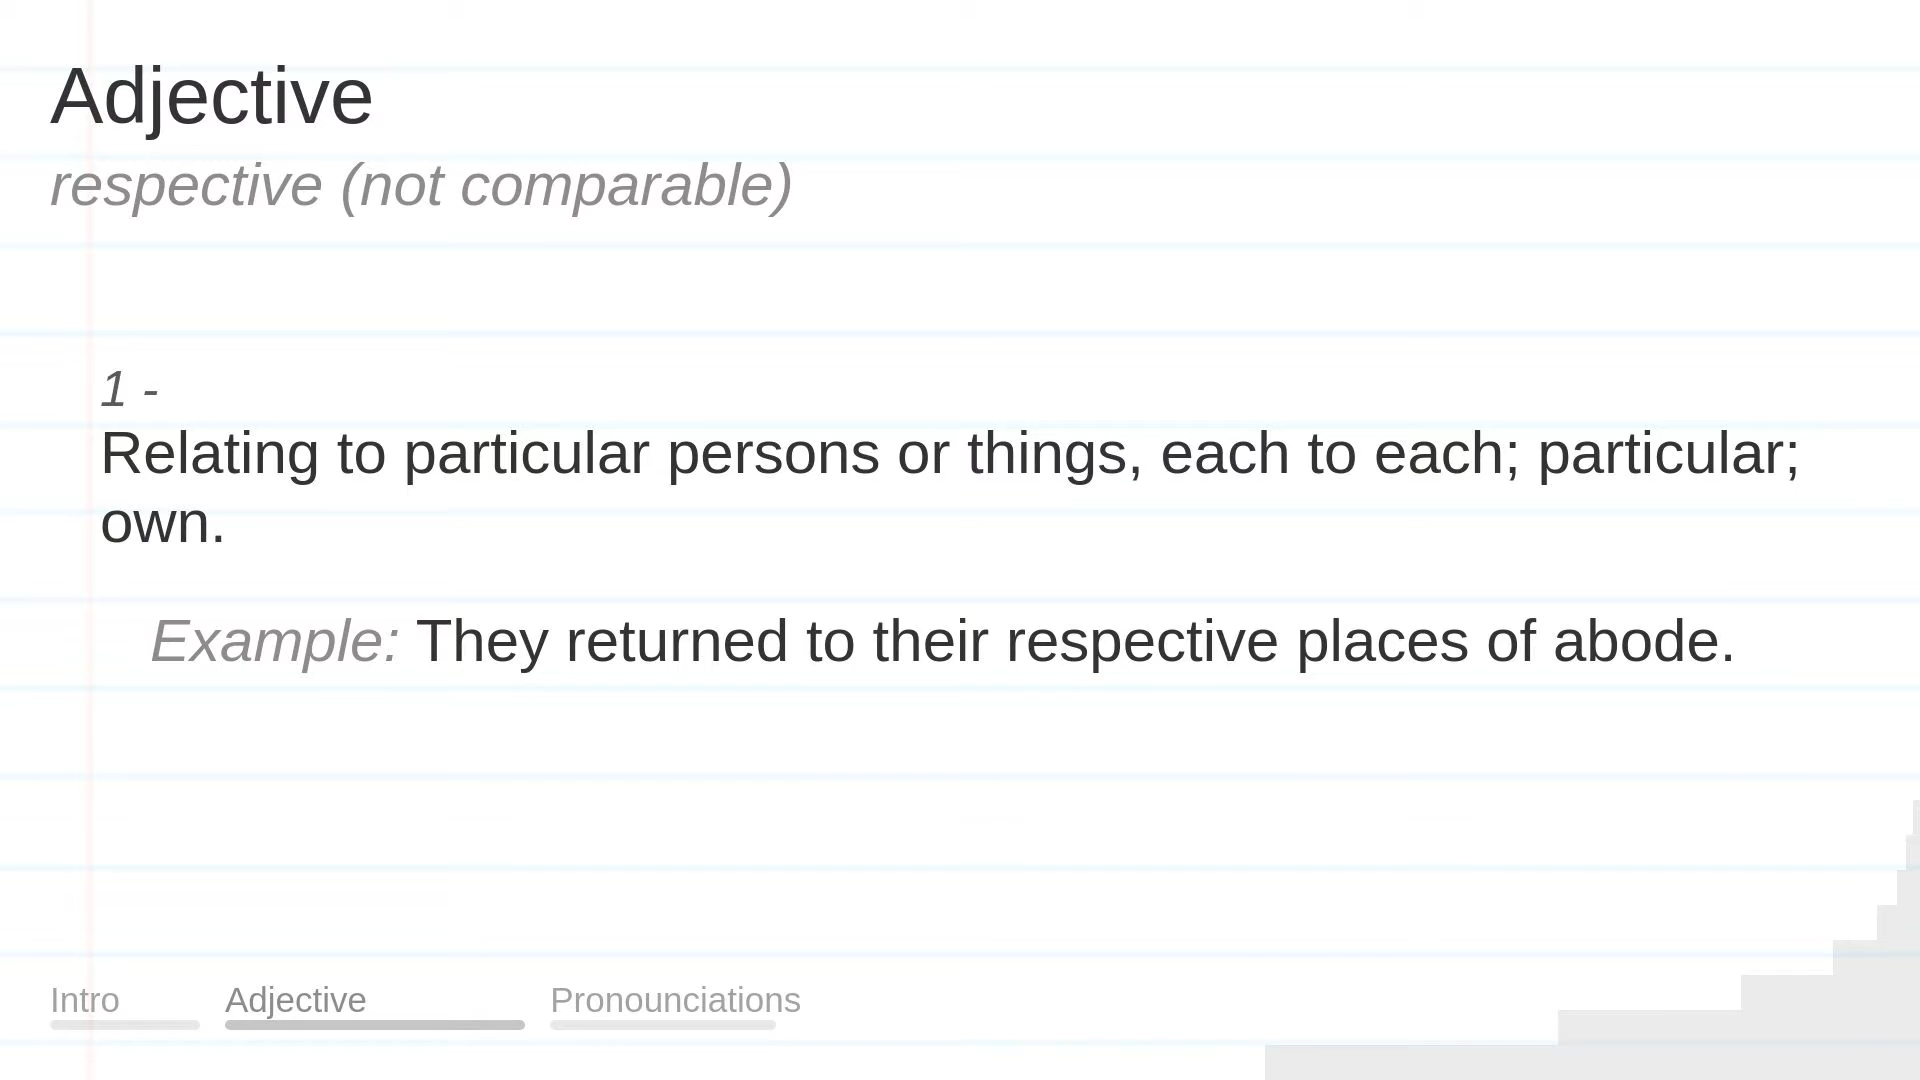 Adjective
respective (not comparable)
1 -
Relating to particular persons or things, each to each; particular;
own.
Example: They returned to their respective places of abode.
Intro Adjective Pronounciations